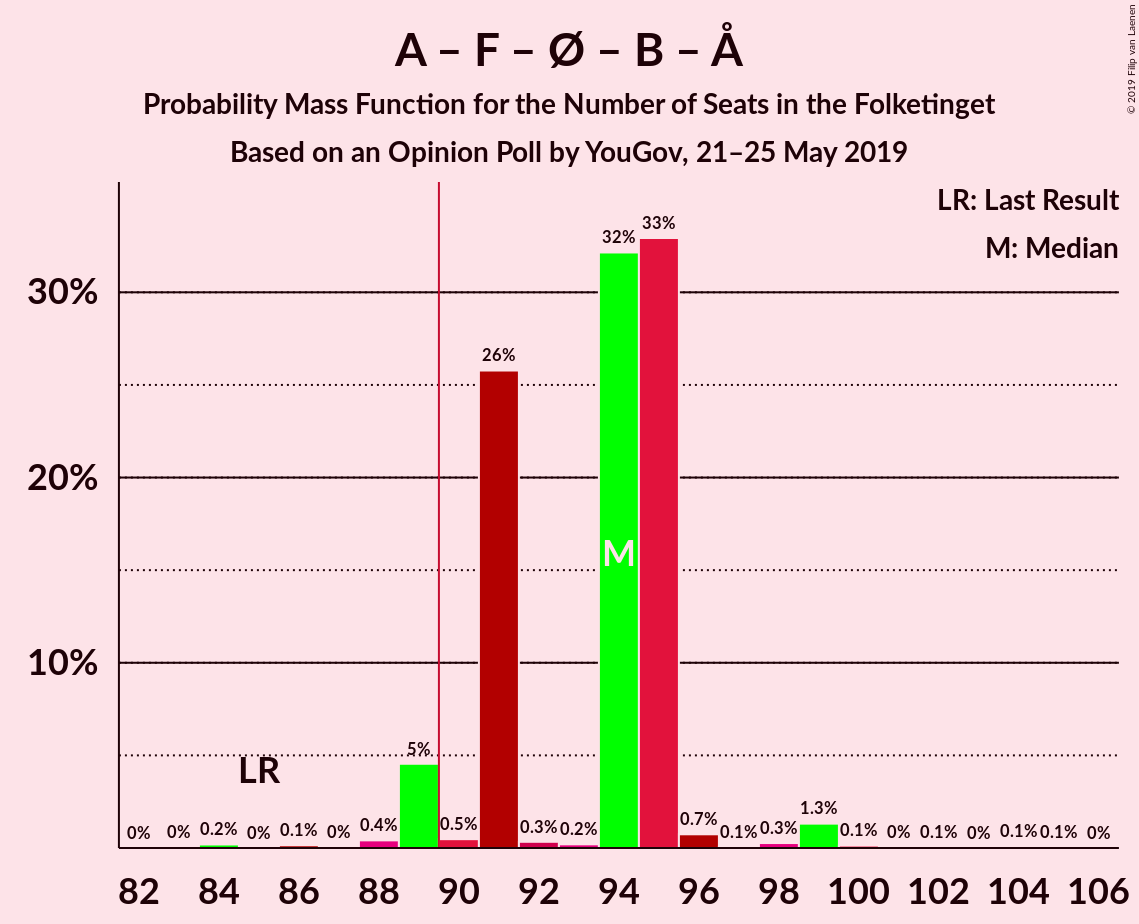 A – F – Ø – B – Å
Probability Mass Function for the Number of Seats in the Folketinget
Based on an Opinion Poll by YouGov, 21–25 May 2019
© 2019 Filip van Laenen
LR: Last Result
M: Median
30%
20%
10%
0% 0% 0.2% 0% 0.1% 0% 0.4% 5% 0.5% 26% 0.3% 0.2% 32% 33% 0.7% 0.1% 0.3% 1.3% 0.1% 0% 0.1% 0% 0.1% 0.1% 0%
LR
M
82 84 86 88 90 92 94 96 98 100 102 104 106